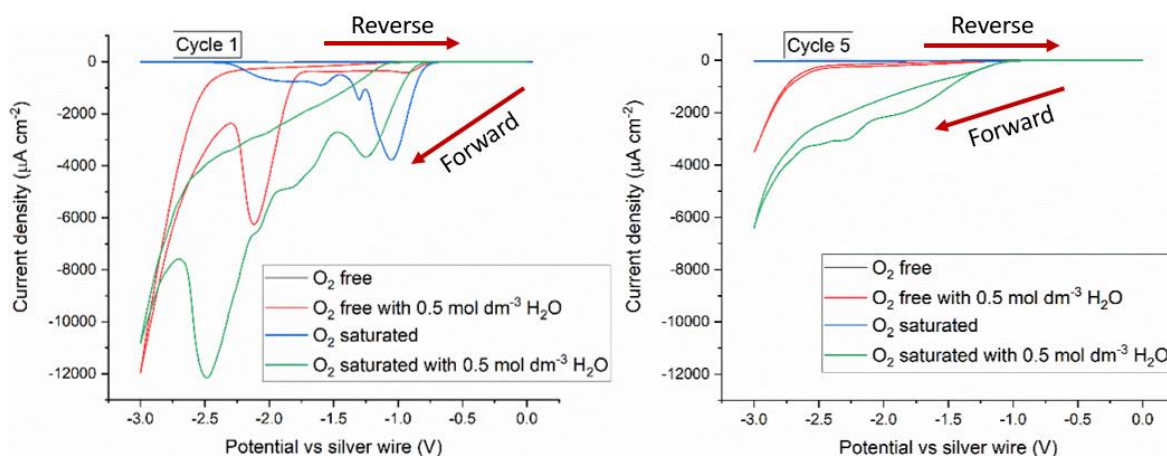 Cycle 1
Reverse
Forward
0
-2000
-4000
-6000
-8000
-10000
-12000
Current density (μA cm⁻²)
O₂ free
O₂ free with 0.5 mol dm⁻³ H₂O
O₂ saturated
O₂ saturated with 0.5 mol dm⁻³ H₂O
-3.0 -2.5 -2.0 -1.5 -1.0 -0.5 0.0
Potential vs silver wire (V)
Cycle 5
Reverse
Forward
0
-2000
-4000
-6000
-8000
-10000
-12000
Current density (μA cm⁻²)
O₂ free
O₂ free with 0.5 mol dm⁻³ H₂O
O₂ saturated
O₂ saturated with 0.5 mol dm⁻³ H₂O
-3.0 -2.5 -2.0 -1.5 -1.0 -0.5 0.0
Potential vs silver wire (V)